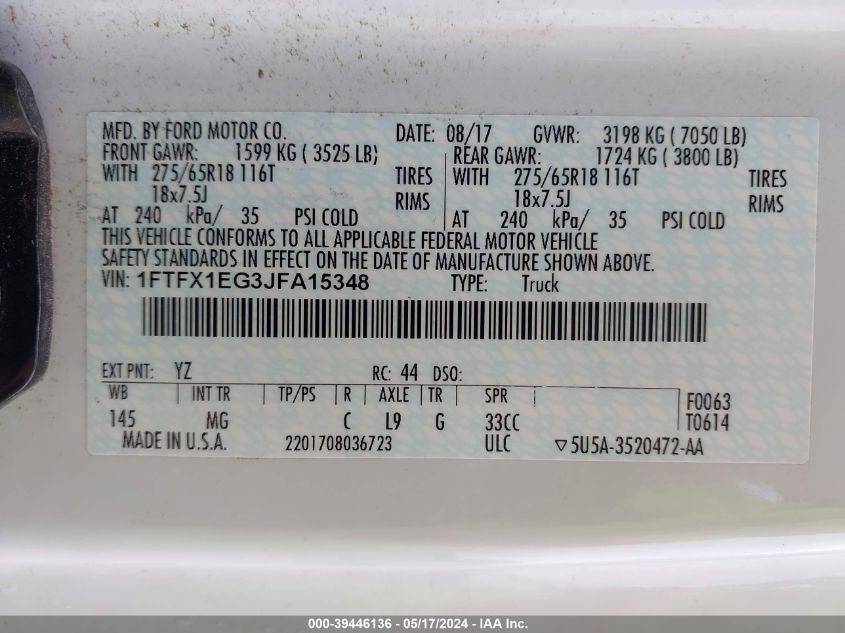 MFD. BY FORD MOTOR CO. DATE: 08/17 GVWR: 3198 KG ( 7050 LB)
FRONT GAWR: 1599 KG ( 3525 LB) REAR GAWR: 1724 KG ( 3800 LB)
WITH 275/65R18 116T TIRES WITH 275/65R18 116T TIRES
18x7.5J RIMS 18x7.5J RIMS
AT 240 kPa/ 35 PSI COLD AT 240 kPa/ 35 PSI COLD
THIS VEHICLE CONFORMS TO ALL APPLICABLE FEDERAL MOTOR VEHICLE
SAFETY STANDARDS IN EFFECT ON THE DATE OF MANUFACTURE SHOWN ABOVE.
VIN: 1FTFX1EG3JFA15348 TYPE: Truck
EXT PNT: YZ RC: 44 DSO:
WB INT TR TP/PS R AXLE TR SPR F0063
145 MG C L9 G 33CC T0614
MADE IN U.S.A. 2201708036723 ULC ▽5U5A-3520472-AA
000-39446136 - 05/17/2024 - IAAI.com